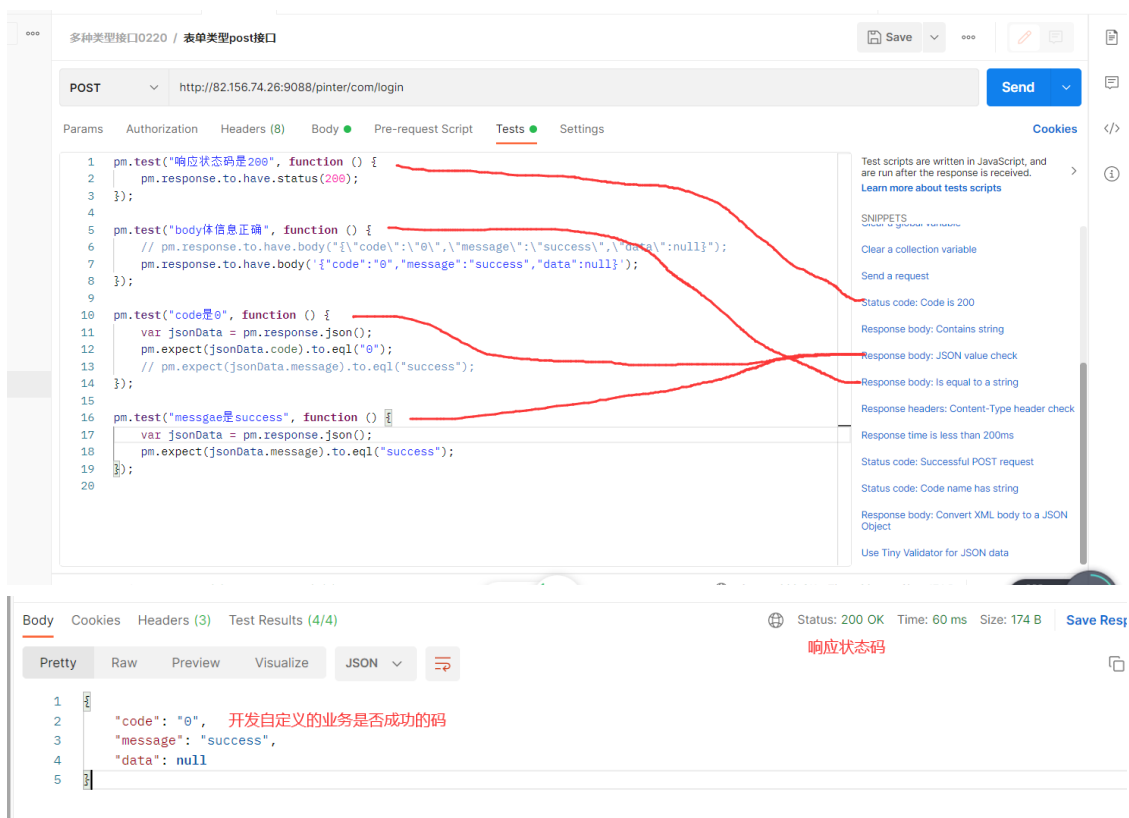 多种类型接口0220 / 表单类型post接口
Save
POST
http://82.156.74.26:9088/pinter/com/login
Send
Params Authorization Headers (8) Body Pre-request Script Tests Settings
Cookies
1 pm.test("响应状态码是200", function () {
2 pm.response.to.have.status(200);
3 });
4
5 pm.test("body体信息正确", function () {
6 // pm.response.to.have.body("{\"code\":\"0\",\"message\":\"success\",\"data\":null}");
7 pm.response.to.have.body('{"code":"0","message":"success","data":null}');
8 });
9
10 pm.test("code是0", function () {
11 var jsonData = pm.response.json();
12 pm.expect(jsonData.code).to.eql("0");
13 // pm.expect(jsonData.message).to.eql("success");
14 });
15
16 pm.test("messgae是success", function () {
17 var jsonData = pm.response.json();
18 pm.expect(jsonData.message).to.eql("success");
19 });
20
Test scripts are written in JavaScript, and
are run after the response is received.
Learn more about tests scripts
SNIPPETS
Clear a global variable
Clear a collection variable
Send a request
Status code: Code is 200
Response body: Contains string
Response body: JSON value check
Response body: Is equal to a string
Response headers: Content-Type header check
Response time is less than 200ms
Status code: Successful POST request
Status code: Code name has string
Response body: Convert XML body to a JSON
Object
Use Tiny Validator for JSON data
Body Cookies Headers (3) Test Results (4/4)
Status: 200 OK Time: 60 ms Size: 174 B Save Resp
响应状态码
Pretty Raw Preview Visualize JSON
1 {
2 "code": "0", 开发自定义的业务是否成功的码
3 "message": "success",
4 "data": null
5 }